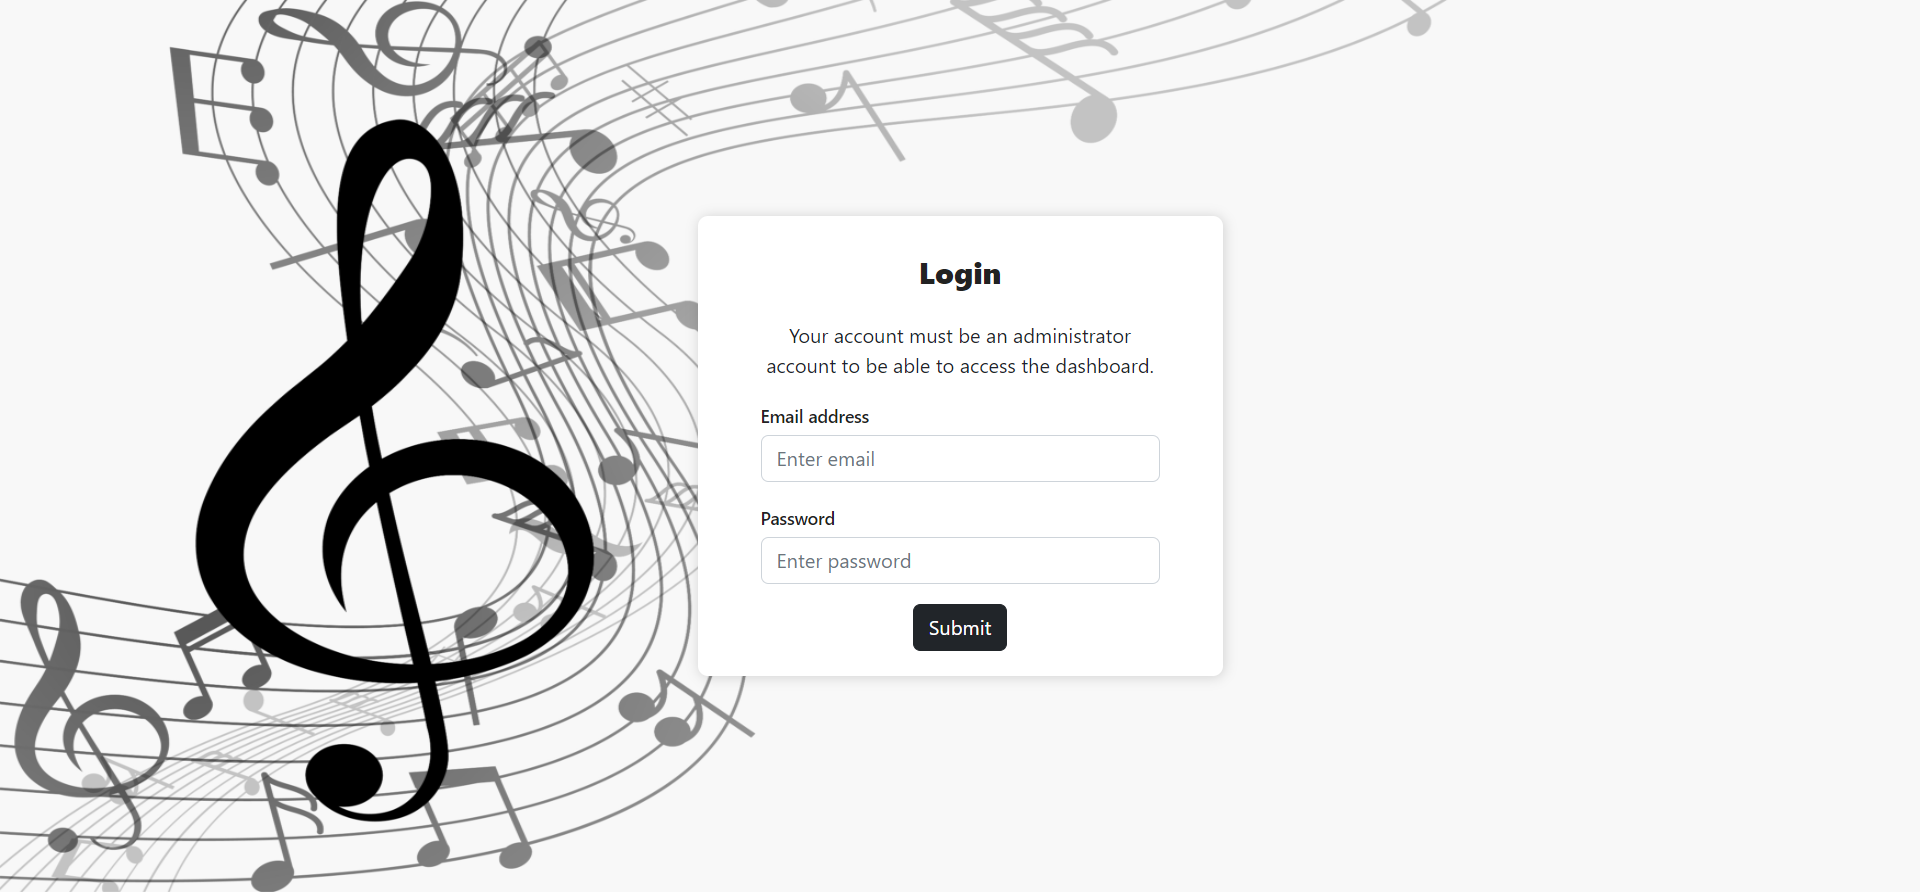 Login
Your account must be an administrator
account to be able to access the dashboard.
Email address
Enter email
Password
Enter password
Submit